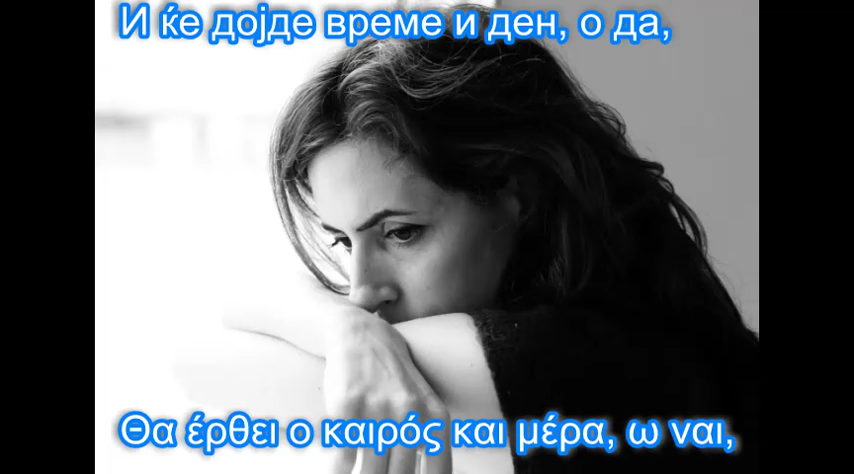 И ќе дојде време и ден, о да,
Θα έρθει ο καιρός και μέρα, ω ναι,